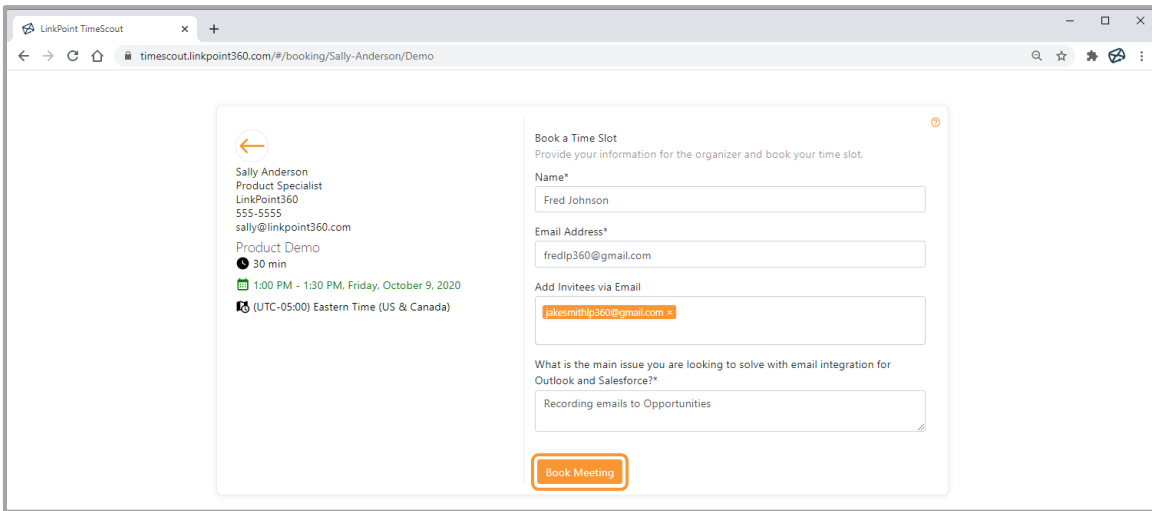 LinkPoint TimeScout
timescout.linkpoint360.com/#/booking/Sally-Anderson/Demo
Sally Anderson
Product Specialist
LinkPoint360
555-5555
sally@linkpoint360.com
Product Demo
30 min
1:00 PM - 1:30 PM, Friday, October 9, 2020
(UTC-05:00) Eastern Time (US & Canada)
Book a Time Slot
Provide your information for the organizer and book your time slot.
Name*
Fred Johnson
Email Address*
fredlp360@gmail.com
Add Invitees via Email
jakesmithlp360@gmail.com ×
What is the main issue you are looking to solve with email integration for
Outlook and Salesforce?*
Recording emails to Opportunities
Book Meeting